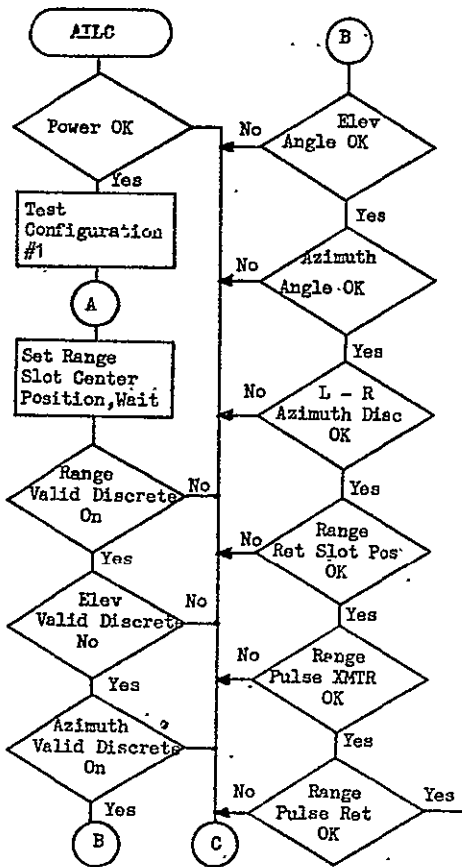 AILC
Power OK
Yes
Test
Configuration
#1
A
Set Range
Slot Center
Position,Wait
Range
Valid Discrete
On
No
Yes
Elev
Valid Discrete
No
No
Yes
Azimuth
Valid Discrete
On
Yes
B
B
Elev
Angle OK
No
Yes
Azimuth
Angle OK
No
Yes
L - R
Azimuth Disc
OK
No
Yes
Range
Ret Slot Pos
OK
No
Yes
Range
Pulse XMTR
OK
No
Yes
Range
Pulse Ret
OK
No
Yes
C